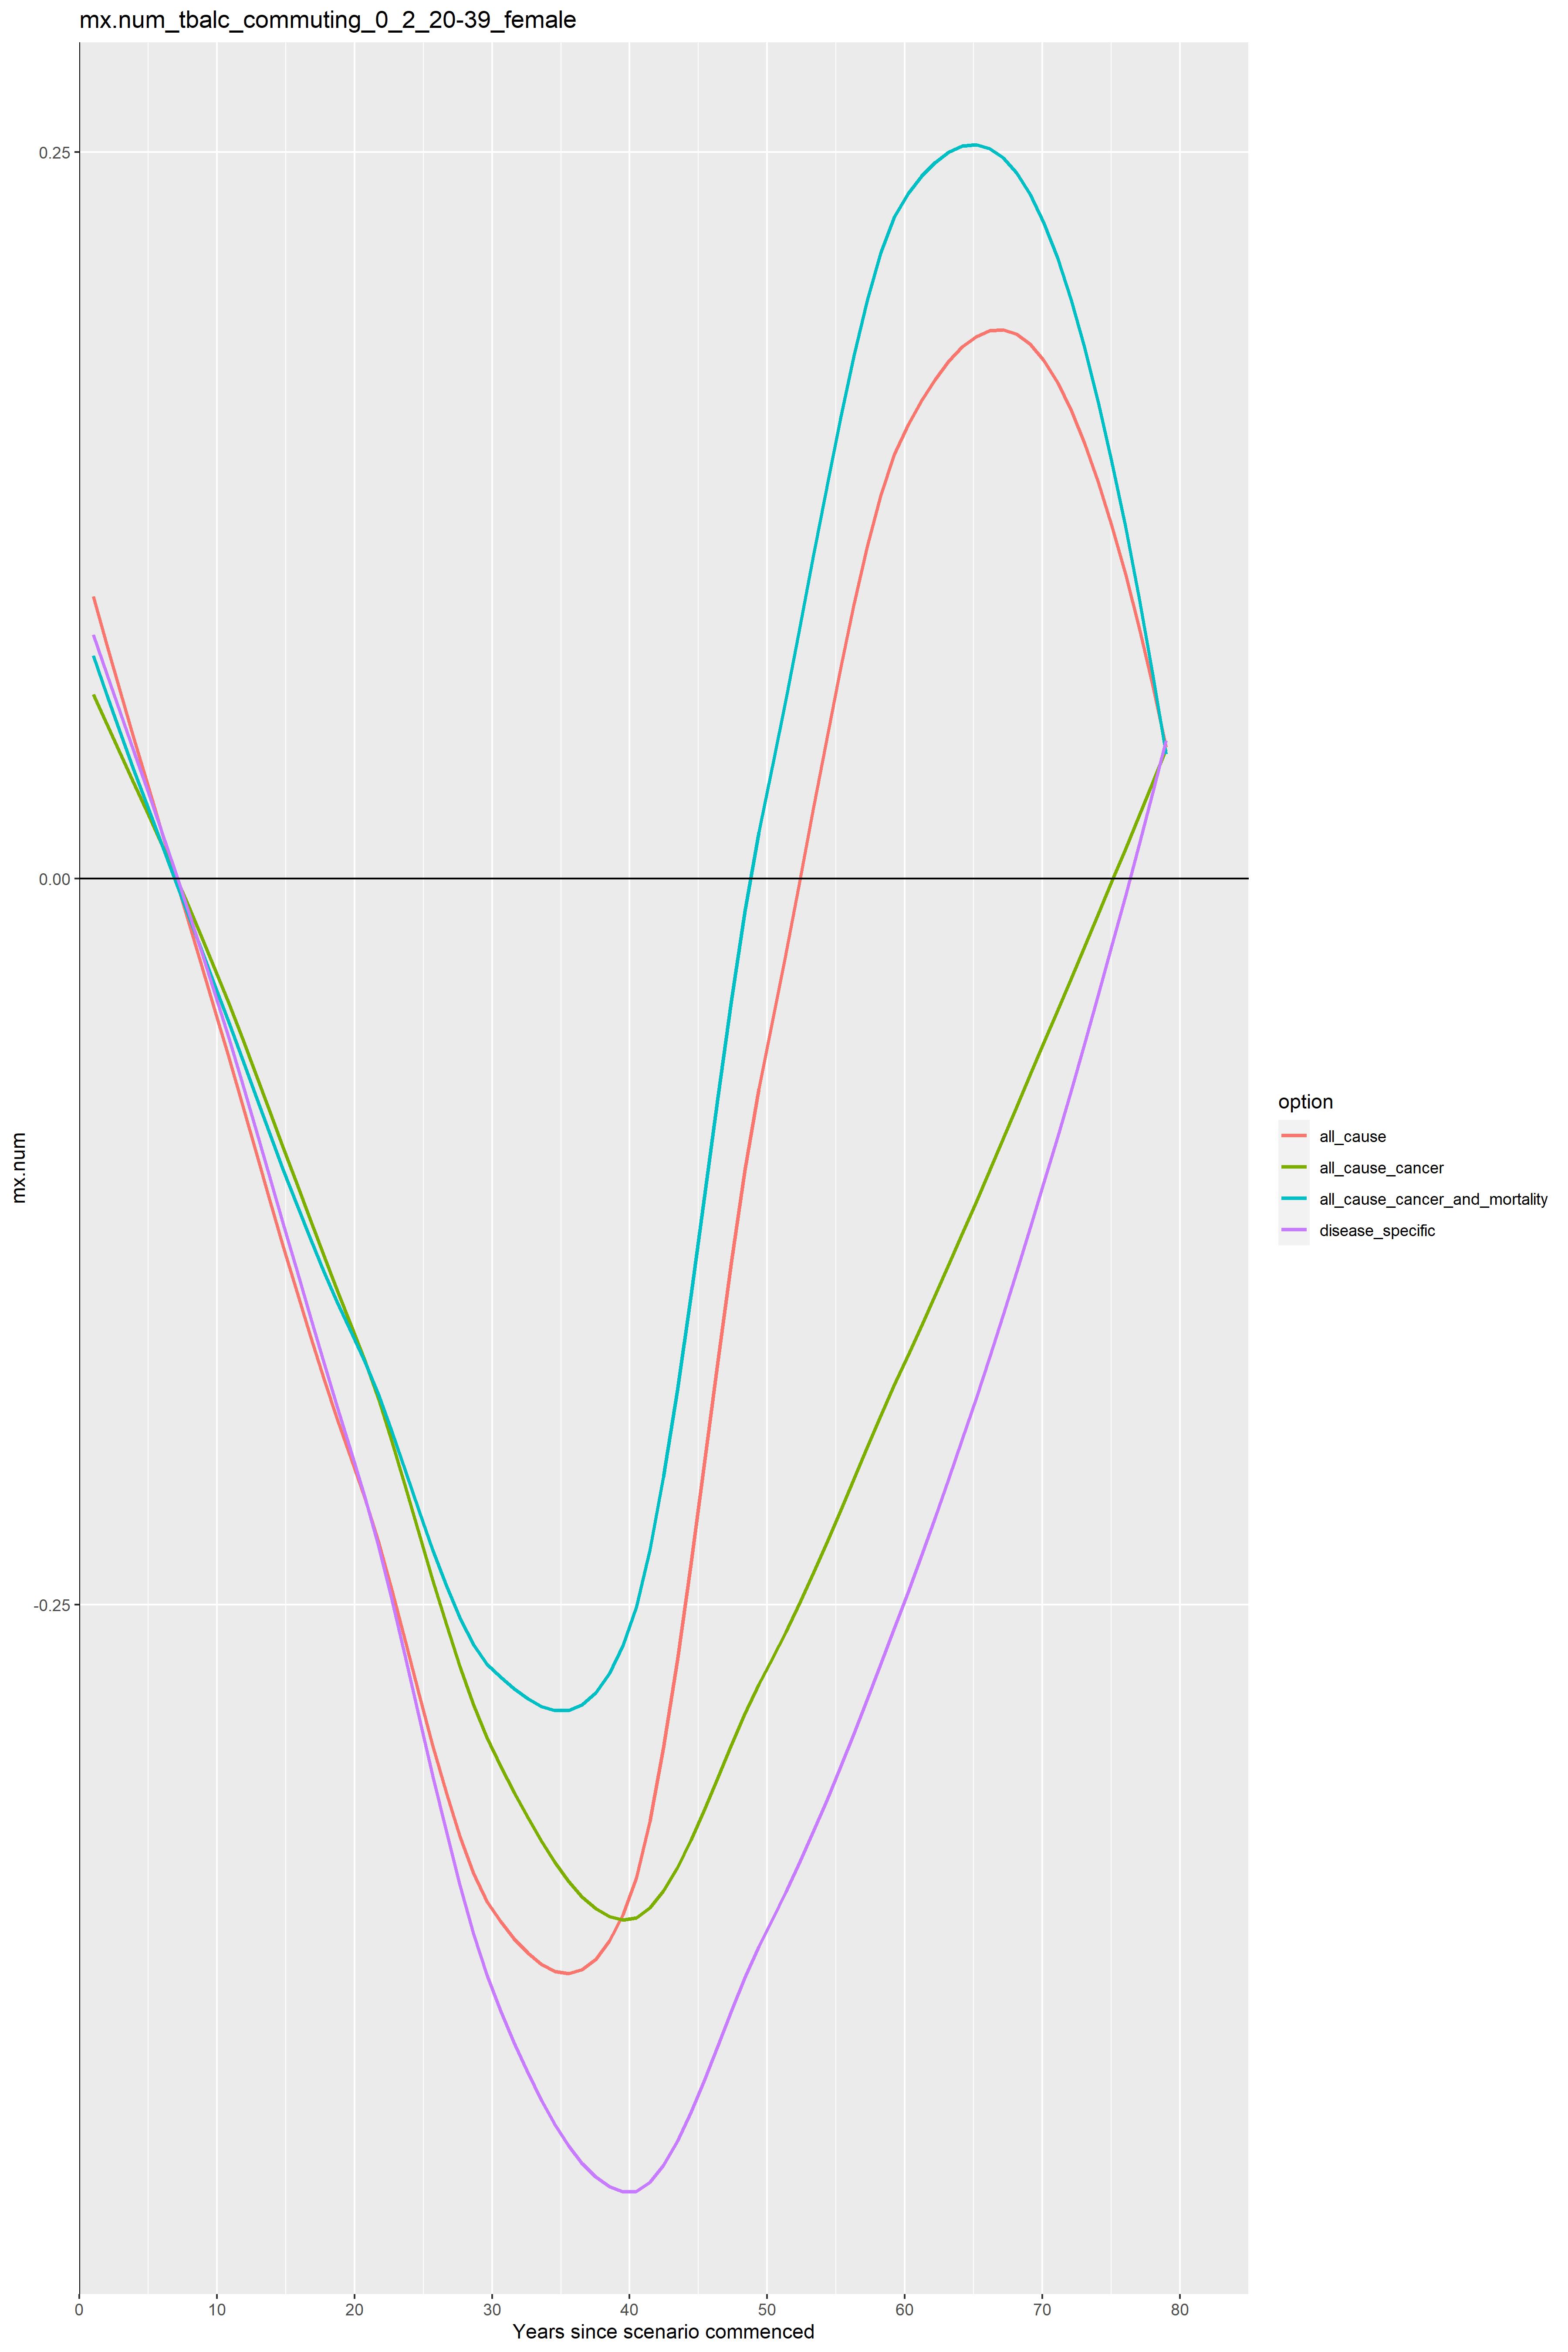 mx.num_tbalc_commuting_0_2_20-39_female
0.25
0.00
-0.25
mx.num
0 10 20 30 40 50 60 70 80
Years since scenario commenced
option
all_cause
all_cause_cancer
all_cause_cancer_and_mortality
disease_specific